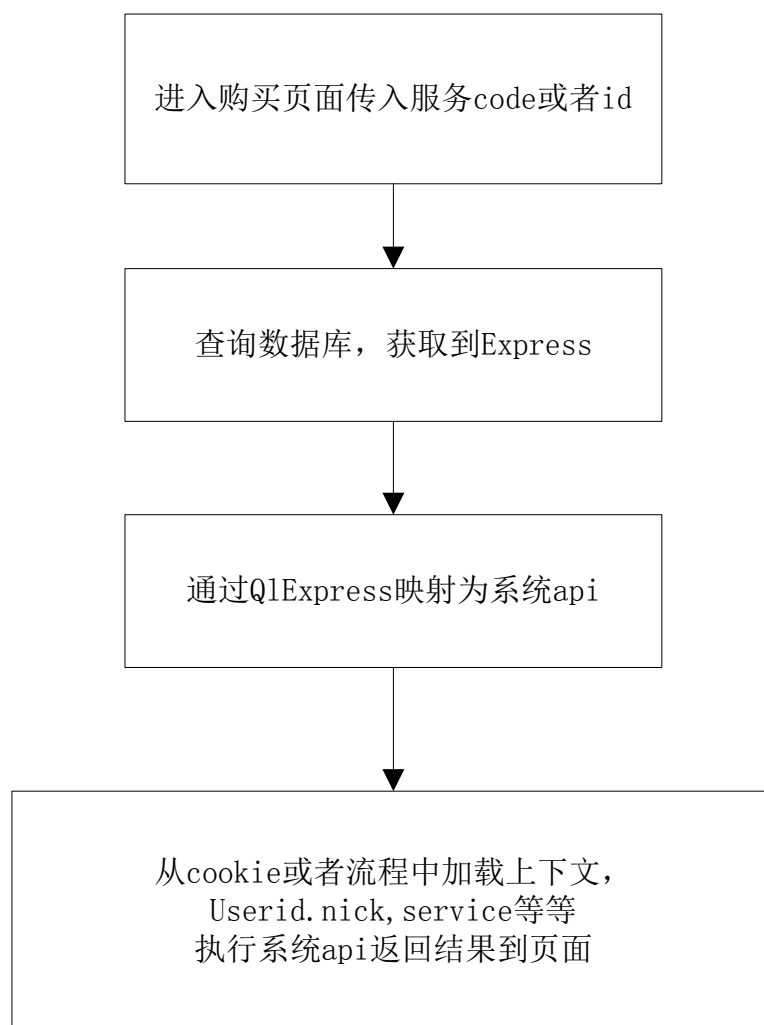 进入购买页面传入服务code或者id
查询数据库，获取到Express
通过QlExpress映射为系统api
从cookie或者流程中加载上下文，
Userid.nick,service等等
执行系统api返回结果到页面